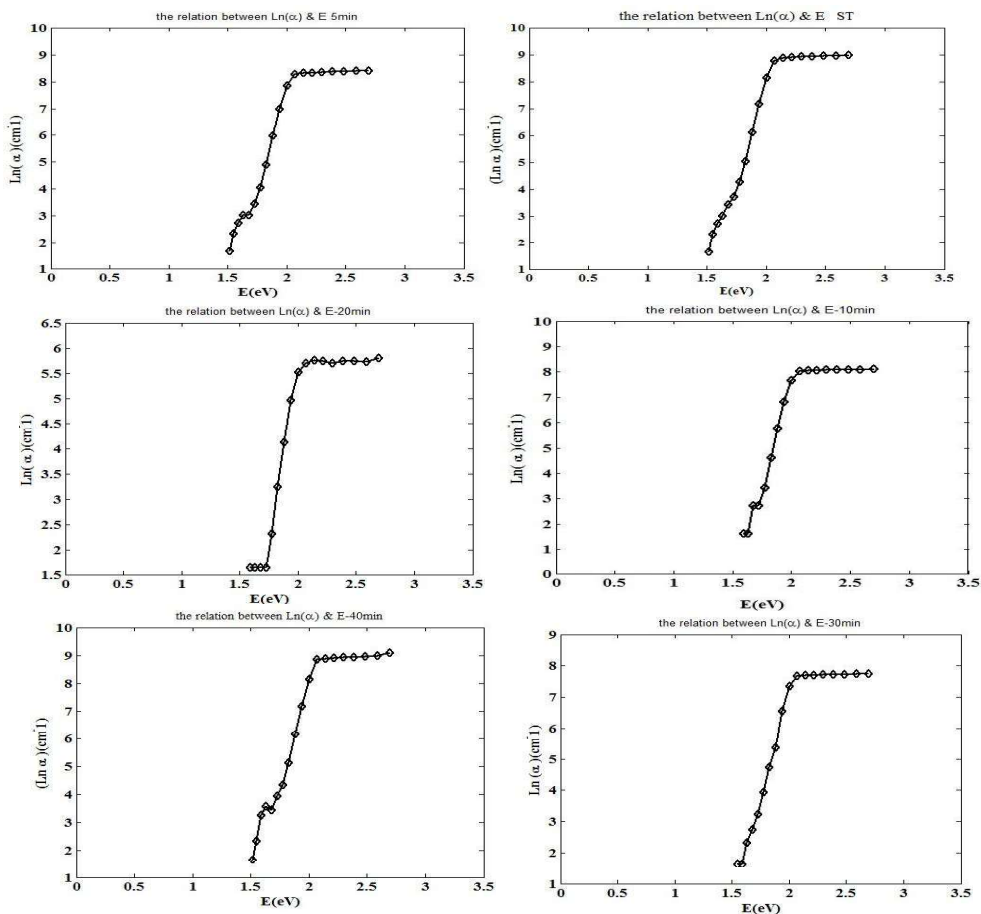 the relation between Ln(α) & E 5min
10
9
8
7
6
5
4
3
2
1
Ln( α )(cm-1)
0 0.5 1 1.5 2 2.5 3 3.5
E(eV)
the relation between Ln(α) & E ST
10
9
8
7
6
5
4
3
2
1
(Ln α )(cm-1)
0 0.5 1 1.5 2 2.5 3 3.5
E(eV)
the relation between Ln(α) & E-20min
6.5
6
5.5
5
4.5
4
3.5
3
2.5
2
1.5
Ln( α )(cm-1)
0 0.5 1 1.5 2 2.5 3 3.5
E(eV)
the relation between Ln(α) & E-10min
10
9
8
7
6
5
4
3
2
1
0
Ln( α )(cm-1)
0 0.5 1 1.5 2 2.5 3 3.5
E(eV)
the relation between Ln(α) & E-40min
10
9
8
7
6
5
4
3
2
1
(Ln α )(cm-1)
0 0.5 1 1.5 2 2.5 3 3.5
E(eV)
the relation between Ln(α) & E-30min
9
8
7
6
5
4
3
2
1
Ln (α )(cm-1)
0 0.5 1 1.5 2 2.5 3 3.5
E(eV)